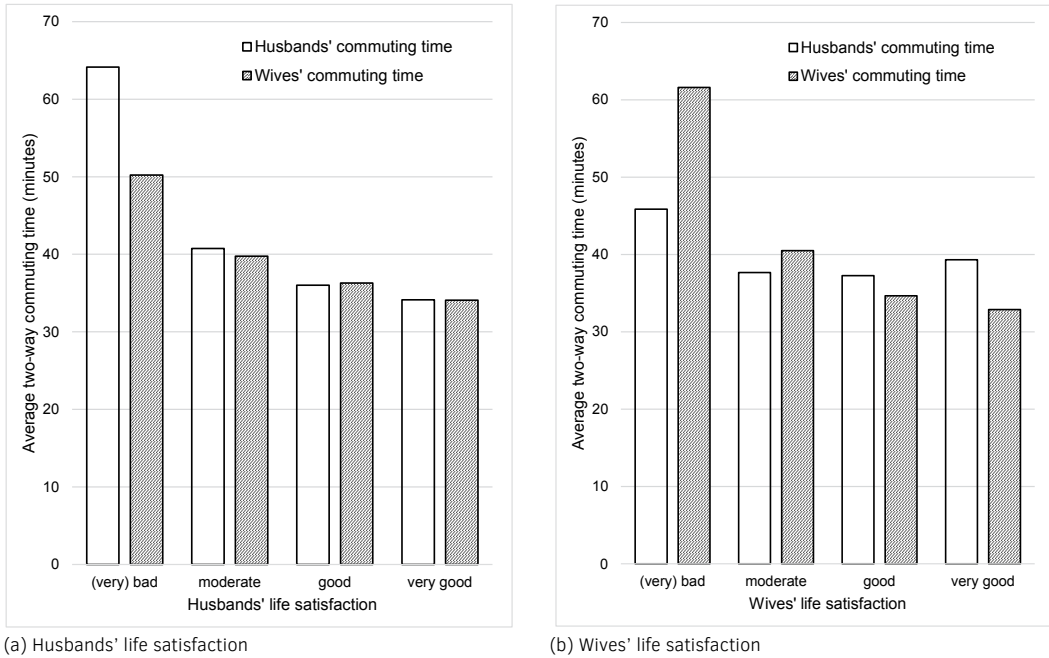 70
60
50
40
30
20
10
0
Average two-way commuting time (minutes)
Husbands' commuting time
Wives' commuting time
(very) bad moderate good very good
Husbands' life satisfaction
(a) Husbands' life satisfaction
70
60
50
40
30
20
10
0
Average two-way commuting time (minutes)
Husbands' commuting time
Wives' commuting time
(very) bad moderate good very good
Wives' life satisfaction
(b) Wives' life satisfaction